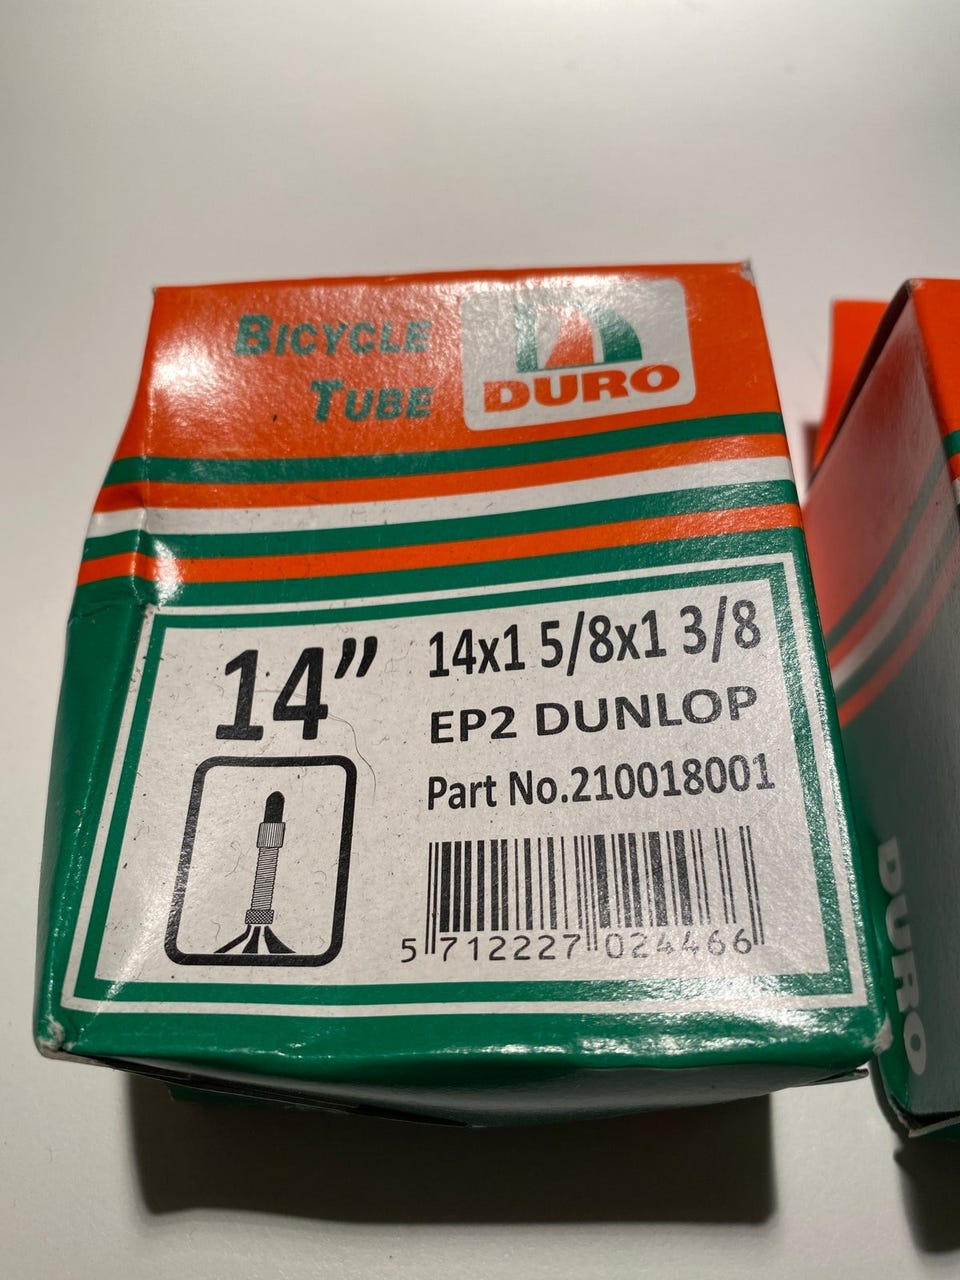 BICYCLE
TUBE
DURO
14”
14x1 5/8x1 3/8
EP2 DUNLOP
Part No.210018001
5 712227 024466
DURO